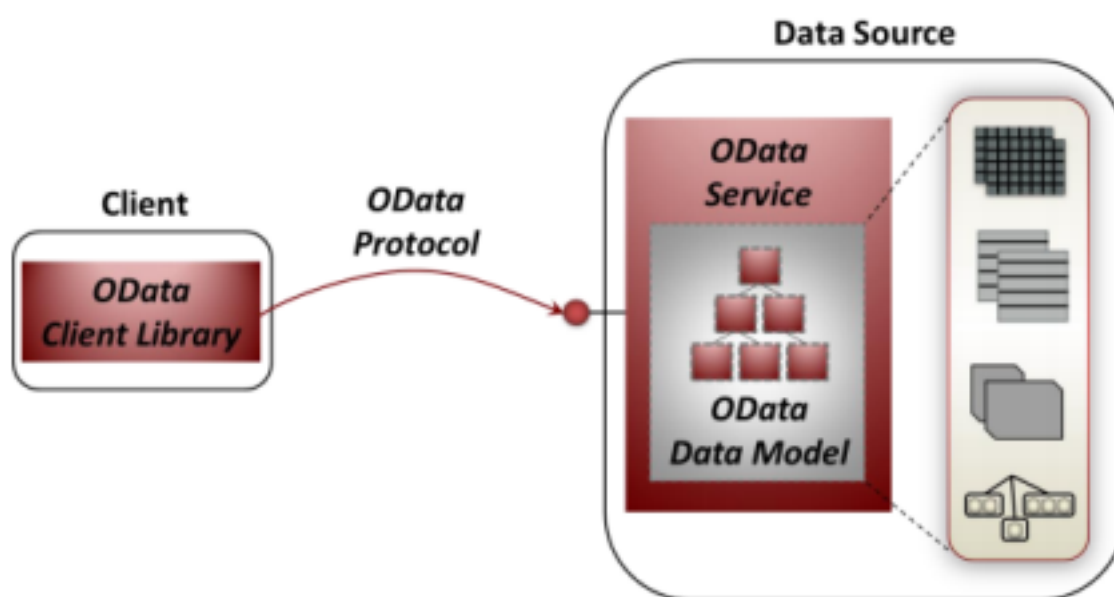 Data Source
Client
OData
Client Library
OData
Protocol
OData
Service
OData
Data Model